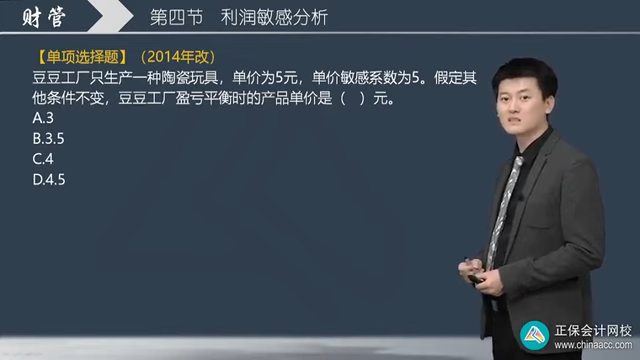 财管
第四节 利润敏感分析
【单项选择题】（2014年改）
豆豆工厂只生产一种陶瓷玩具，单价为5元，单价敏感系数为5。假定其
他条件不变，豆豆工厂盈亏平衡时的产品单价是（ ）元。
A.3
B.3.5
C.4
D.4.5
正保会计网校
www.chinaacc.com